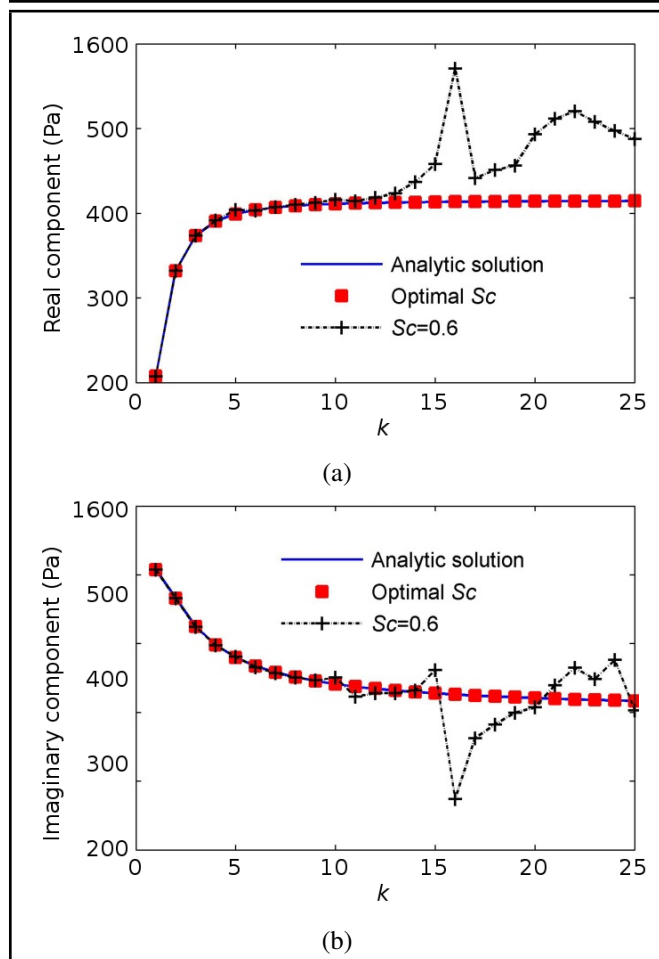 1600
500
400
300
200
Real component (Pa)
Analytic solution
Optimal Sc
Sc=0.6
0 5 10 15 20 25
k
(a)
1600
500
400
300
200
Imaginary component (Pa)
Analytic solution
Optimal Sc
Sc=0.6
0 5 10 15 20 25
k
(b)